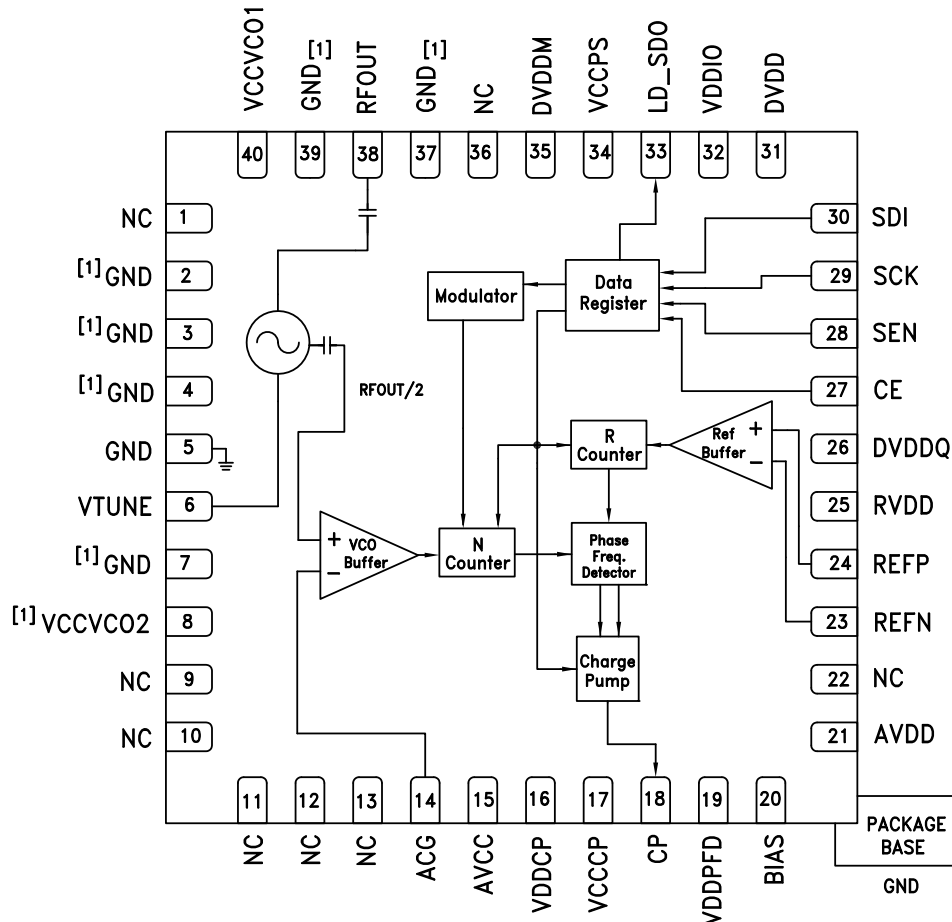 VCCVCO1
GND[1]
RFOUT
GND[1]
NC
DVDDM
VCCPS
LD_SDO
VDDIO
DVDD
40
39
38
37
36
35
34
33
32
31
NC 1
[1]GND 2
[1]GND 3
[1]GND 4
GND 5
VTUNE 6
[1]GND 7
[1]VCCVCO2 8
NC 9
NC 10
30 SDI
29 SCK
28 SEN
27 CE
26 DVDDQ
25 RVDD
24 REFP
23 REFN
22 NC
21 AVDD
Modulator
Data
Register
RFOUT/2
R
Counter
Ref
Buffer
+
−
+
−
VCO
Buffer
N
Counter
Phase
Freq.
Detector
Charge
Pump
11
12
13
14
15
16
17
18
19
20
NC
NC
NC
ACG
AVCC
VDDCP
VCCCP
CP
VDDPFD
BIAS
PACKAGE
BASE
GND